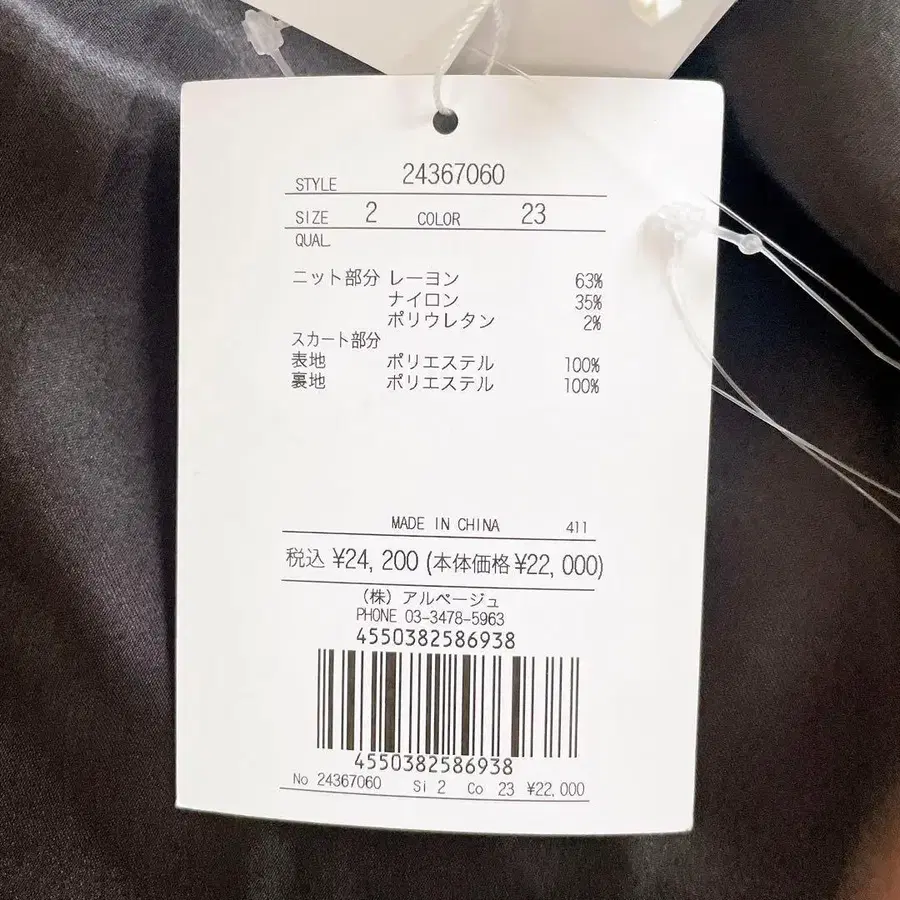 STYLE 24367060
SIZE 2 COLOR 23
QUAL.
ニット部分 レーヨン 63%
ナイロン 35%
ポリウレタン 2%
スカート部分
表地 ポリエステル 100%
裏地 ポリエステル 100%
MADE IN CHINA 411
税込 ¥24,200 (本体価格 ¥22,000)
(株) アルページュ
PHONE 03-3478-5963
4550382586938
4550382586938
No 24367060 Si 2 Co 23 ¥22,000